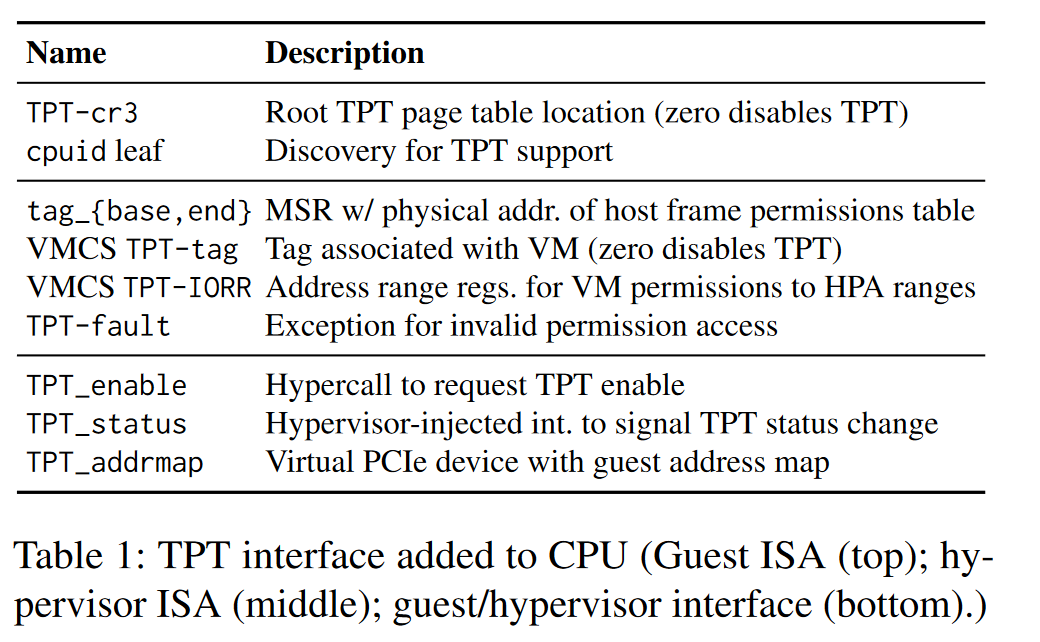 Name Description
TPT-cr3 Root TPT page table location (zero disables TPT)
cpuid leaf Discovery for TPT support
tag_{base,end} MSR w/ physical addr. of host frame permissions table
VMCS TPT-tag Tag associated with VM (zero disables TPT)
VMCS TPT-IORR Address range regs. for VM permissions to HPA ranges
TPT-fault Exception for invalid permission access
TPT_enable Hypercall to request TPT enable
TPT_status Hypervisor-injected int. to signal TPT status change
TPT_addrmap Virtual PCIe device with guest address map
Table 1: TPT interface added to CPU (Guest ISA (top); hy-
pervisor ISA (middle); guest/hypervisor interface (bottom).)